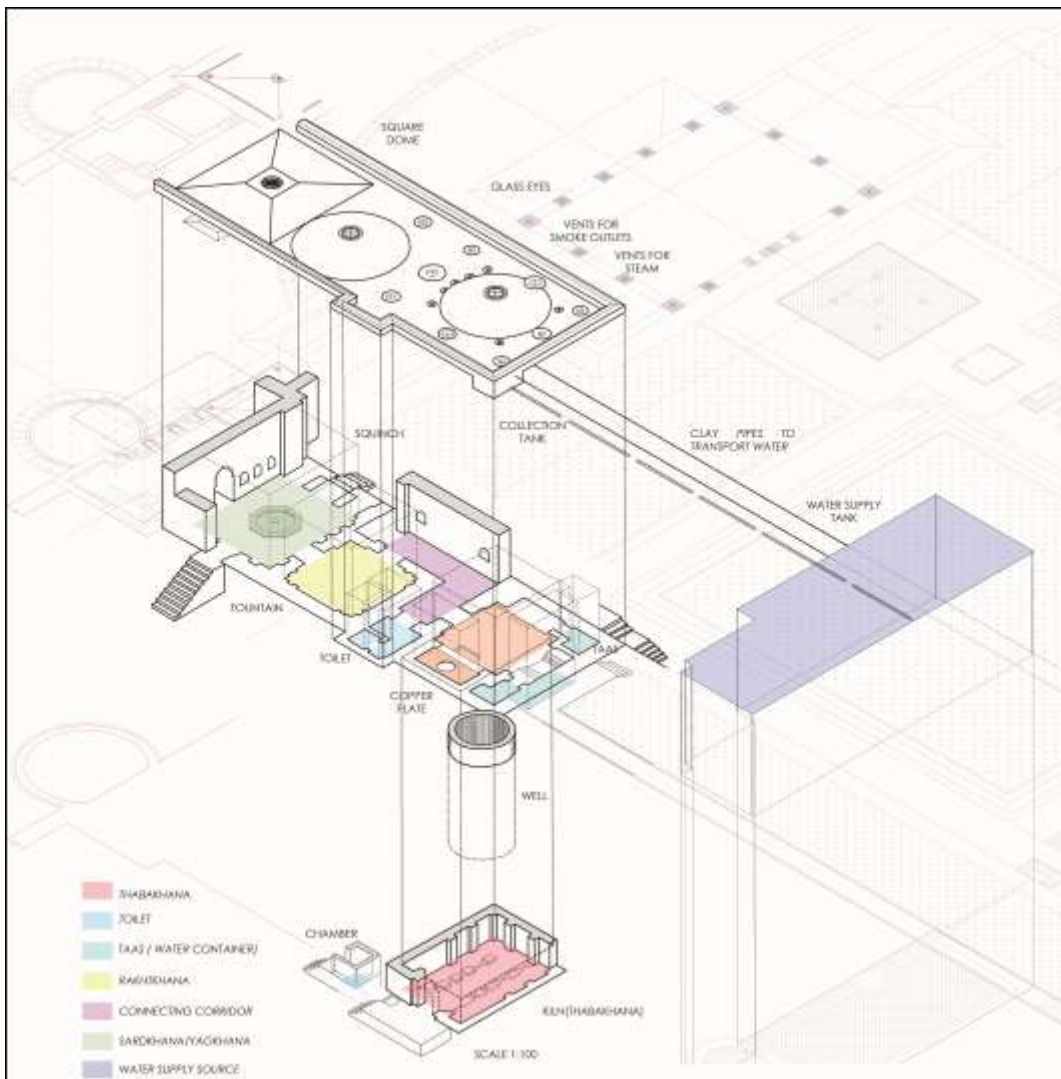 SQUARE
DOME
GLASS EYES
VENTS FOR
SMOKE OUTLETS
VENTS FOR
STEAM
SQUINCH
COLLECTION
TANK
CLAY PIPES TO
TRANSPORT WATER
WATER SUPPLY
TANK
FOUNTAIN
TOILET
TAAS
COPPER
PLATE
WELL
CHAMBER
KILN(THABAKHANA)
SCALE 1:100
THABAKHANA
TOILET
TAAS ( WATER CONTAINER)
RAKHTKHANA
CONNECTING CORRIDOR
SARDKHANA/YAGKHANA
WATER SUPPLY SOURCE